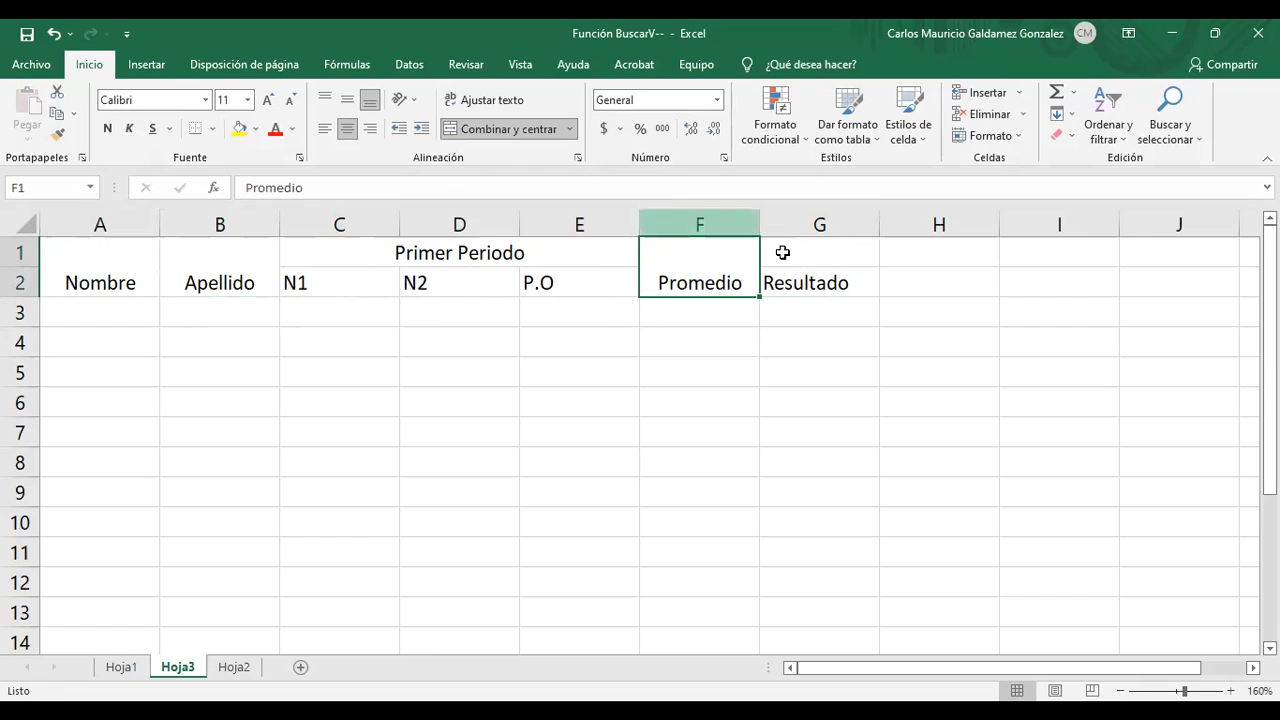 Función BuscarV-- - Excel
Carlos Mauricio Galdamez Gonzalez CM
Archivo Inicio Insertar Disposición de página Fórmulas Datos Revisar Vista Ayuda Acrobat Equipo ¿Qué desea hacer? Compartir
Pegar
Calibri 11
N K S
Ajustar texto
Combinar y centrar
General
$ % 000
Formato condicional
Dar formato como tabla
Estilos de celda
Insertar
Eliminar
Formato
Ordenar y filtrar
Buscar y seleccionar
Portapapeles Fuente Alineación Número Estilos Celdas Edición
F1 fx Promedio
A B C D E F G H I J
1 Primer Periodo
2 Nombre Apellido N1 N2 P.O Promedio Resultado
3
4
5
6
7
8
9
10
11
12
13
14
Hoja1 Hoja3 Hoja2
Listo 160%